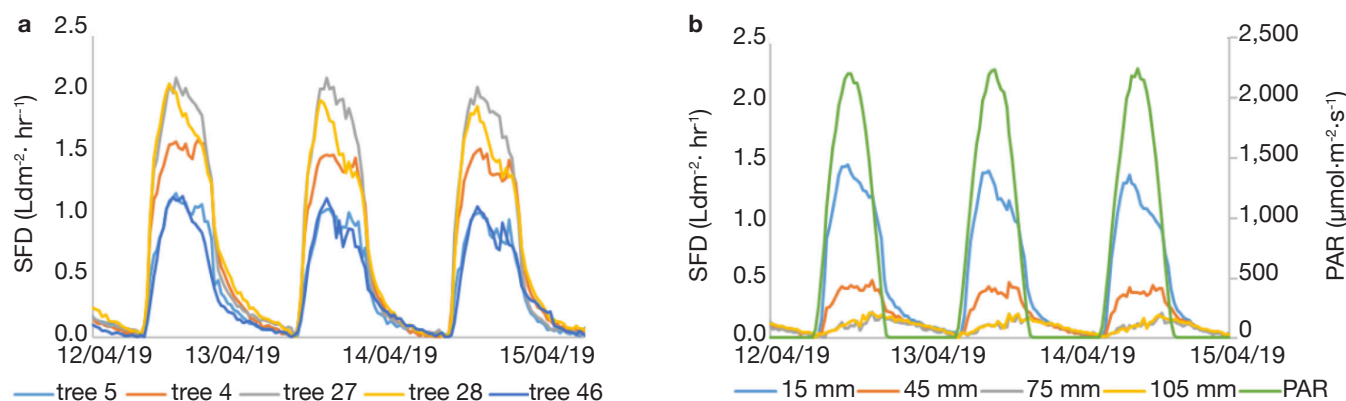 a
2.5
2.0
1.5
1.0
0.5
0.0
SFD (Ldm⁻²· hr⁻¹)
12/04/19 13/04/19 14/04/19 15/04/19
tree 5 tree 4 tree 27 tree 28 tree 46
b
2.5
2.0
1.5
1.0
0.5
0.0
SFD (Ldm⁻²· hr⁻¹)
2,500
2,000
1,500
1,000
500
0
PAR (μmol·m⁻²·s⁻¹)
12/04/19 13/04/19 14/04/19 15/04/19
15 mm 45 mm 75 mm 105 mm PAR